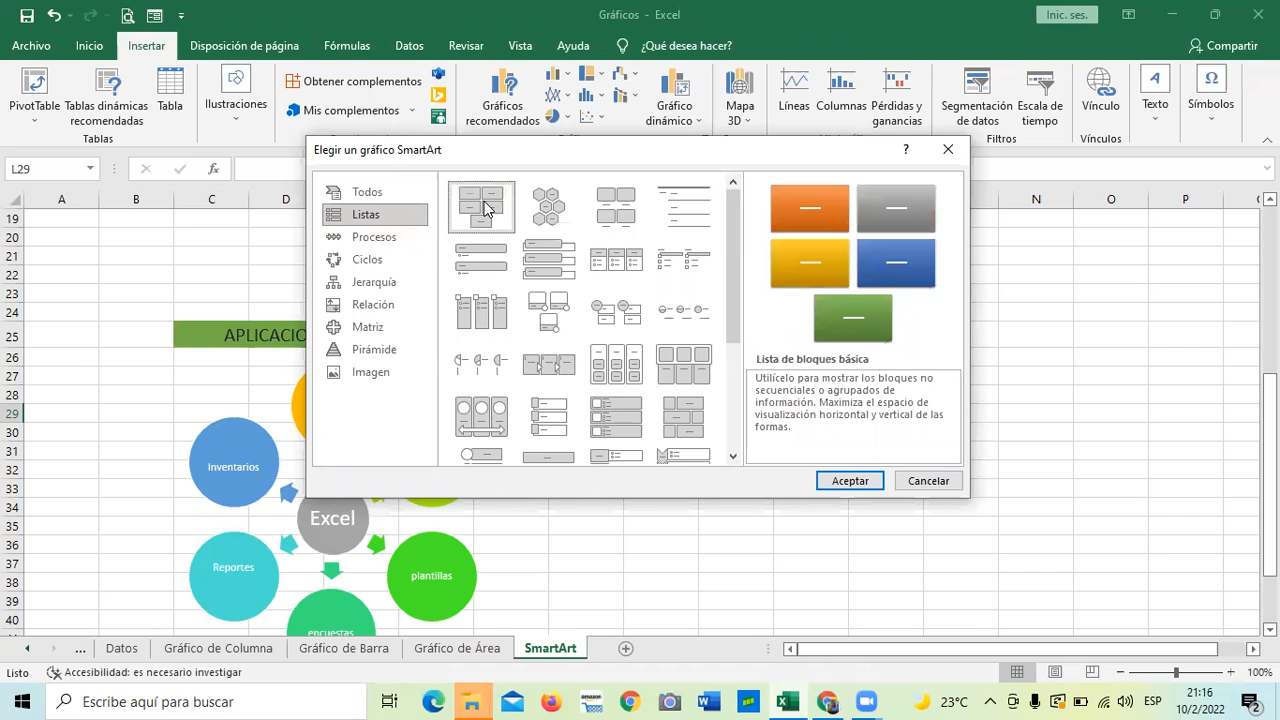 Gráficos - Excel
Inic. ses.
Archivo
Inicio
Insertar
Disposición de página
Fórmulas
Datos
Revisar
Vista
Ayuda
¿Qué desea hacer?
Compartir
PivotTable
Tablas dinámicas
recomendadas
Tabla
Tablas
Ilustraciones
Obtener complementos
Mis complementos
Gráficos
recomendados
Gráfico
dinámico
Mapa
3D
Líneas
Columnas
Pérdidas y
ganancias
Segmentación
de datos
Escala de
tiempo
Filtros
Vínculo
Vínculos
Texto
Símbolos
L29
Elegir un gráfico SmartArt
Todos
Listas
Procesos
Ciclos
Jerarquía
Relación
Matriz
Pirámide
Imagen
Lista de bloques básica
Utilícelo para mostrar los bloques no
secuenciales o agrupados de
información. Maximiza el espacio de
visualización horizontal y vertical de las
formas.
Aceptar
Cancelar
A
B
C
D
N
O
P
19
20
21
22
23
24
25
26
27
28
29
30
31
32
33
34
35
36
37
38
39
40
APLICACIO
Inventarios
Excel
Reportes
plantillas
encuestas
...
Datos
Gráfico de Columna
Gráfico de Barra
Gráfico de Área
SmartArt
Listo
Accesibilidad: es necesario investigar
100%
Escribe aquí para buscar
23°C
ESP
21:16
10/2/2022
2